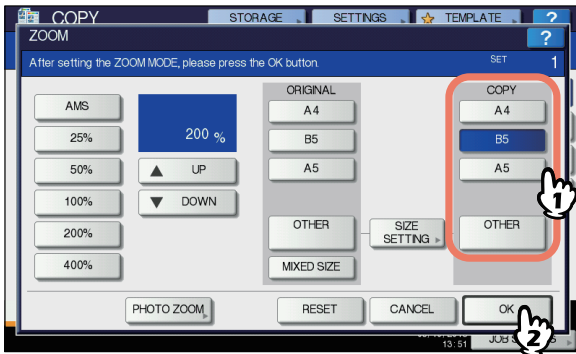 COPY
STORAGE
SETTINGS
TEMPLATE
?
ZOOM
?
After setting the ZOOM MODE, please press the OK button.
SET 1
ORIGINAL
COPY
AMS
25%
50%
100%
200%
400%
200 %
UP
DOWN
A4
B5
A5
OTHER
MIXED SIZE
SIZE
SETTING
A4
B5
A5
OTHER
1
PHOTO ZOOM
RESET
CANCEL
OK
2
13:51